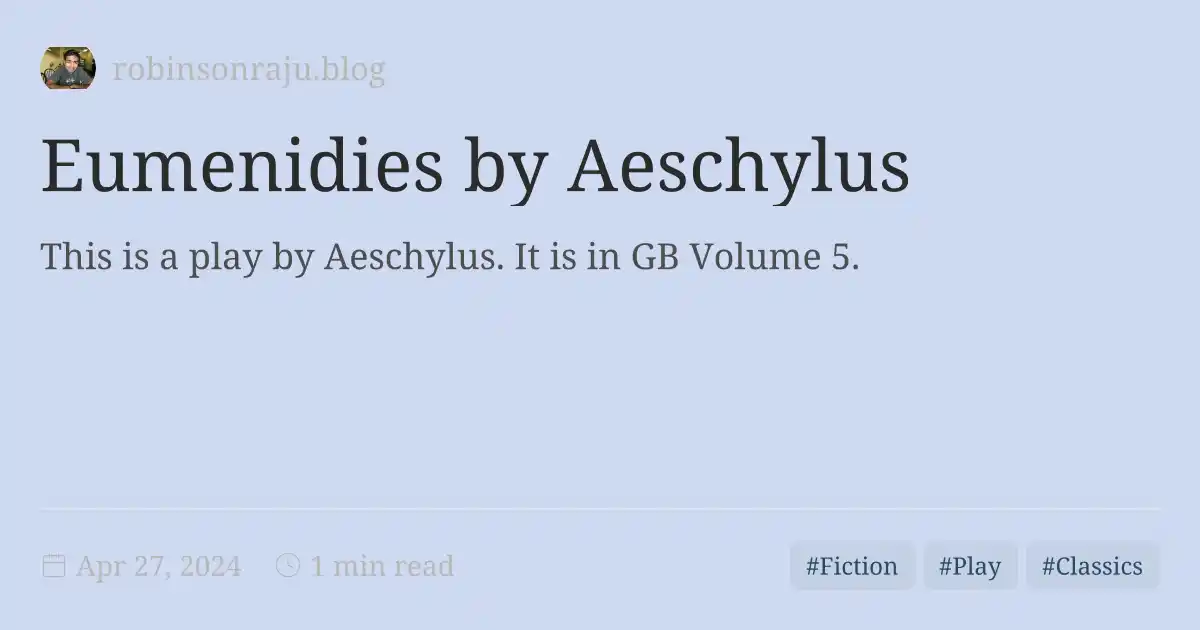 robinsonraju.blog
Eumenidies by Aeschylus
This is a play by Aeschylus. It is in GB Volume 5.
Apr 27, 2024 1 min read #Fiction #Play #Classics